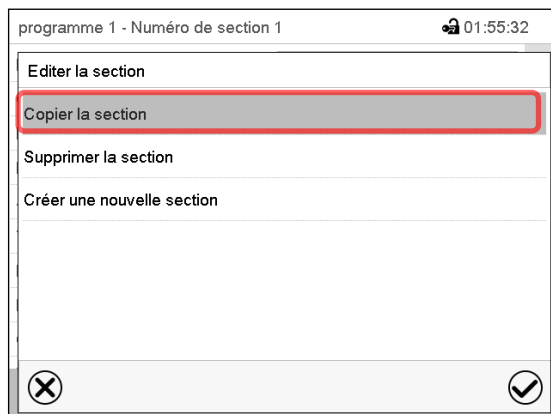 programme 1 - Numéro de section 1 01:55:32
Editer la section
Copier la section
Supprimer la section
Créer une nouvelle section